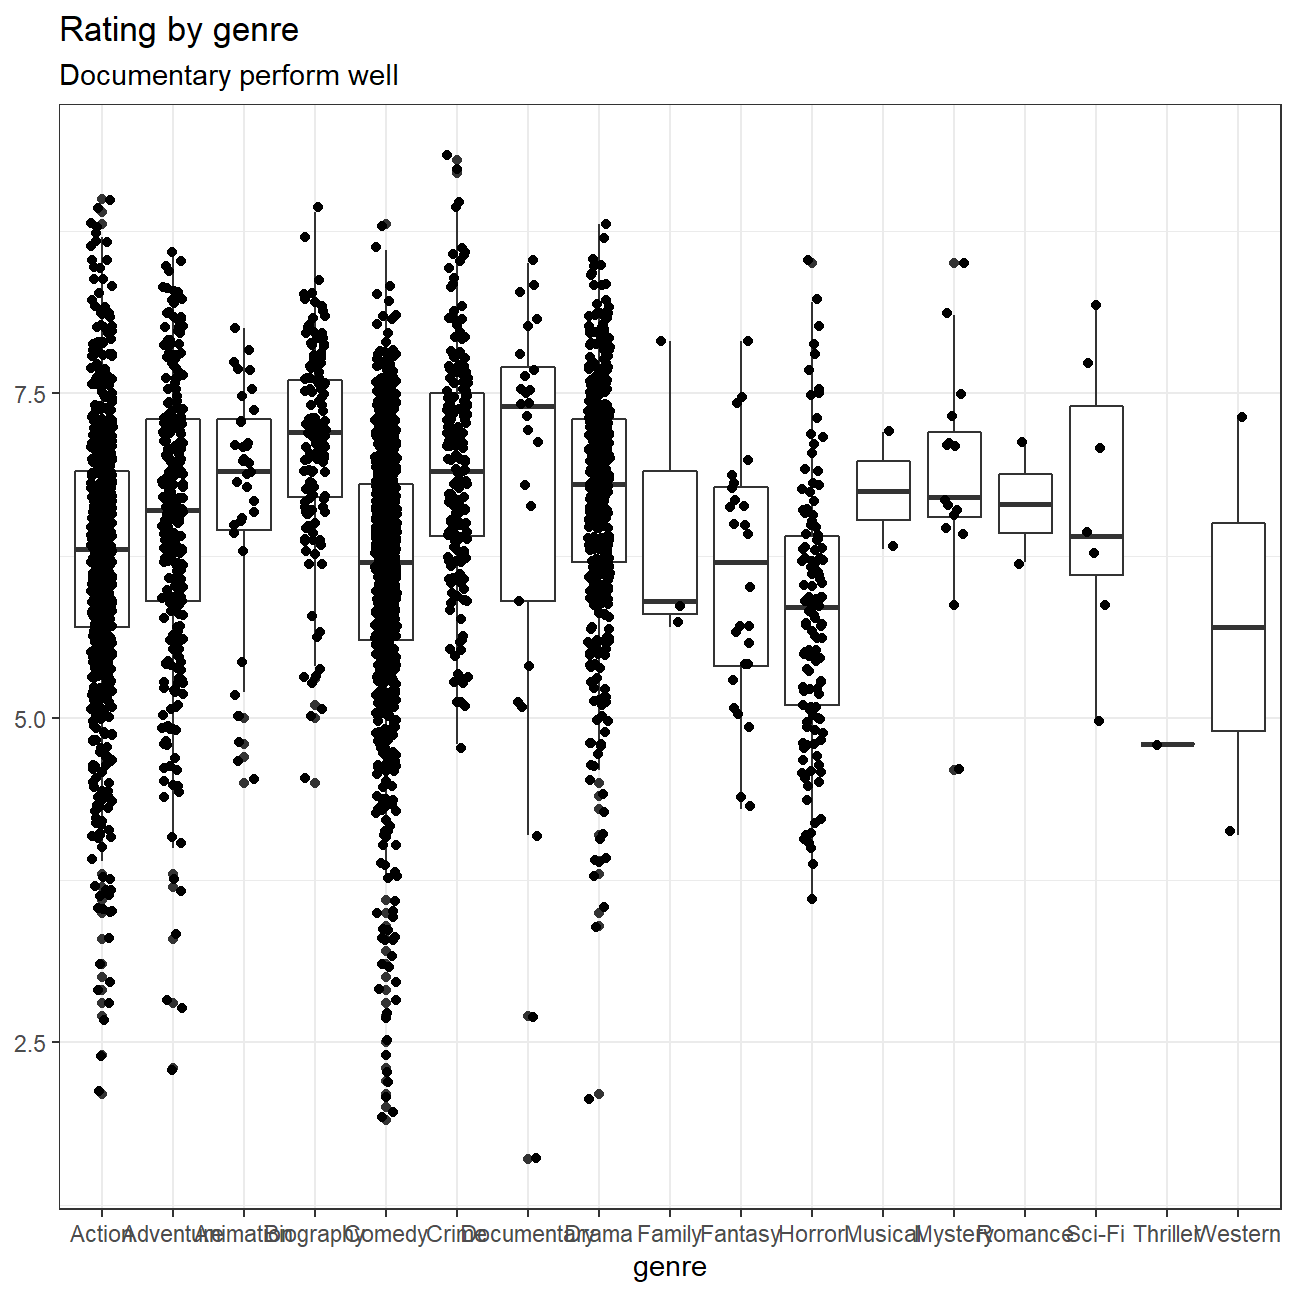 Rating by genre
Documentary perform well
7.5
5.0
2.5
Action Adventure Animation Biography Comedy Crime Documentary Drama Family Fantasy Horror Musical Mystery Romance Sci-Fi Thriller Western
genre